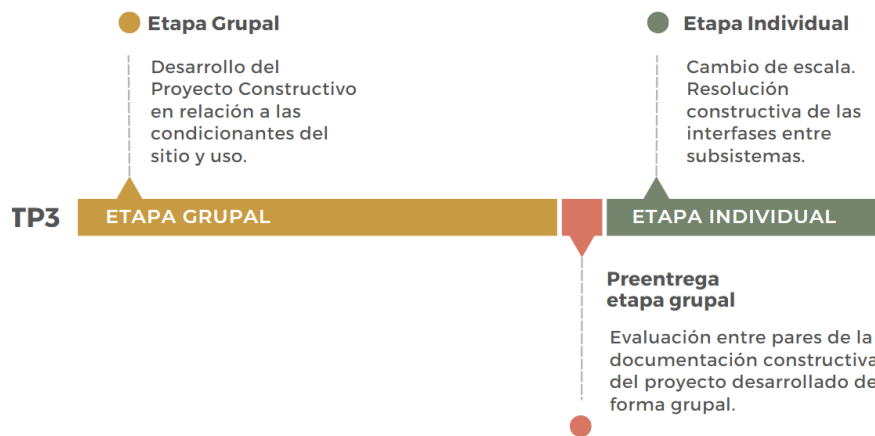 Etapa Grupal
Desarrollo del
Proyecto Constructivo
en relación a las
condicionantes del
sitio y uso.
Etapa Individual
Cambio de escala.
Resolución
constructiva de las
interfases entre
subsistemas.
TP3
ETAPA GRUPAL
ETAPA INDIVIDUAL
Preentrega
etapa grupal
Evaluación entre pares de la
documentación constructiva
del proyecto desarrollado de
forma grupal.